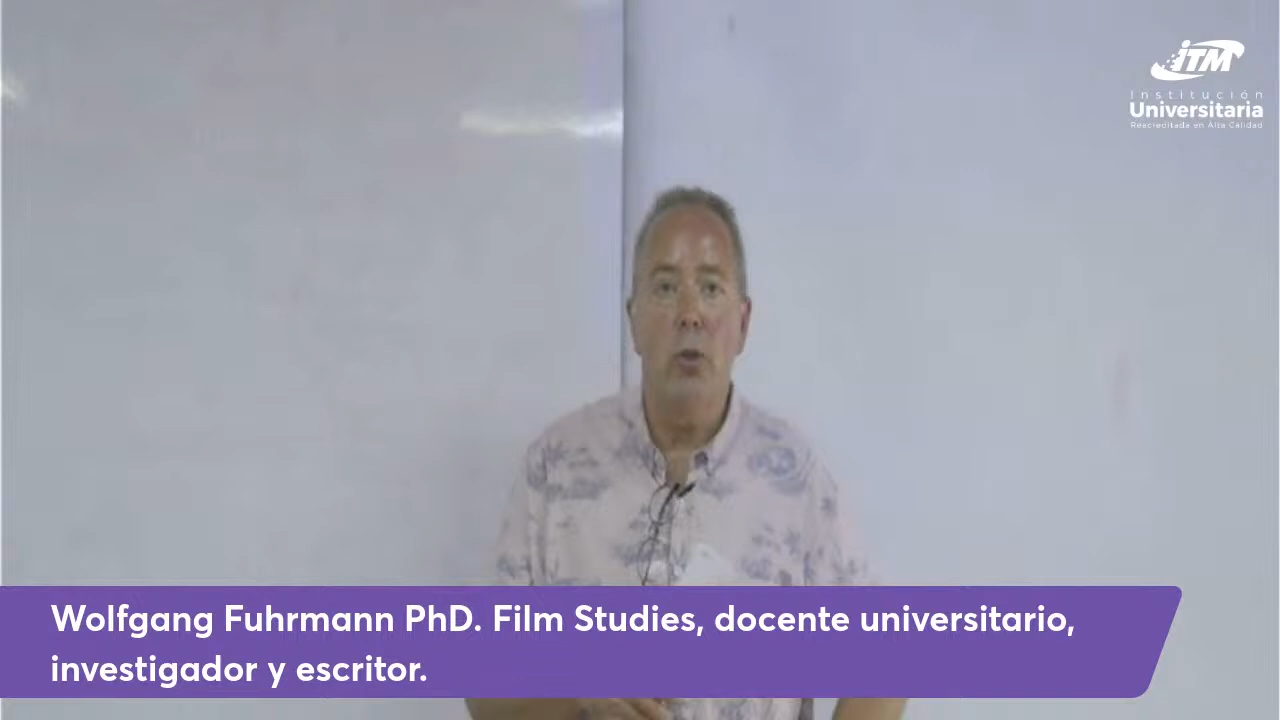 iTM
Institución
Universitaria
Reacreditada en Alta Calidad
Wolfgang Fuhrmann PhD. Film Studies, docente universitario,
investigador y escritor.